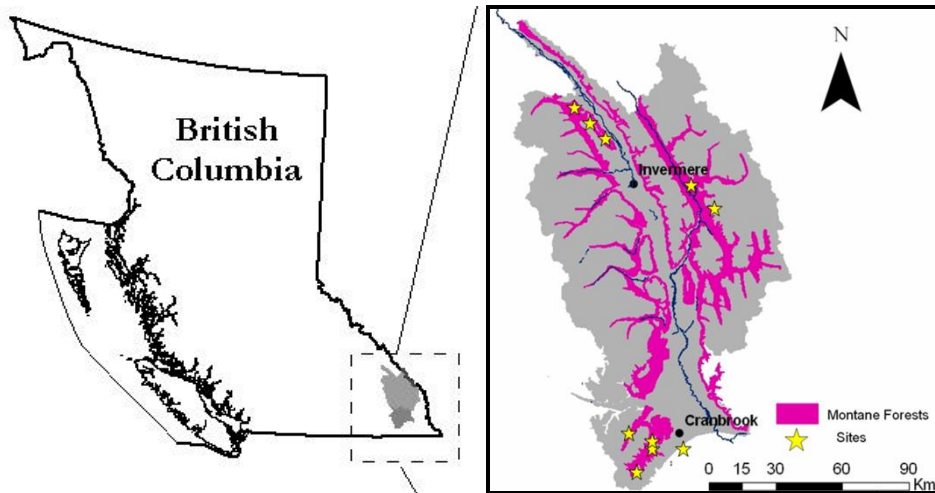 British
Columbia
N
Invermere
Cranbrook
Montane Forests
Sites
0 15 30 60 90
Km